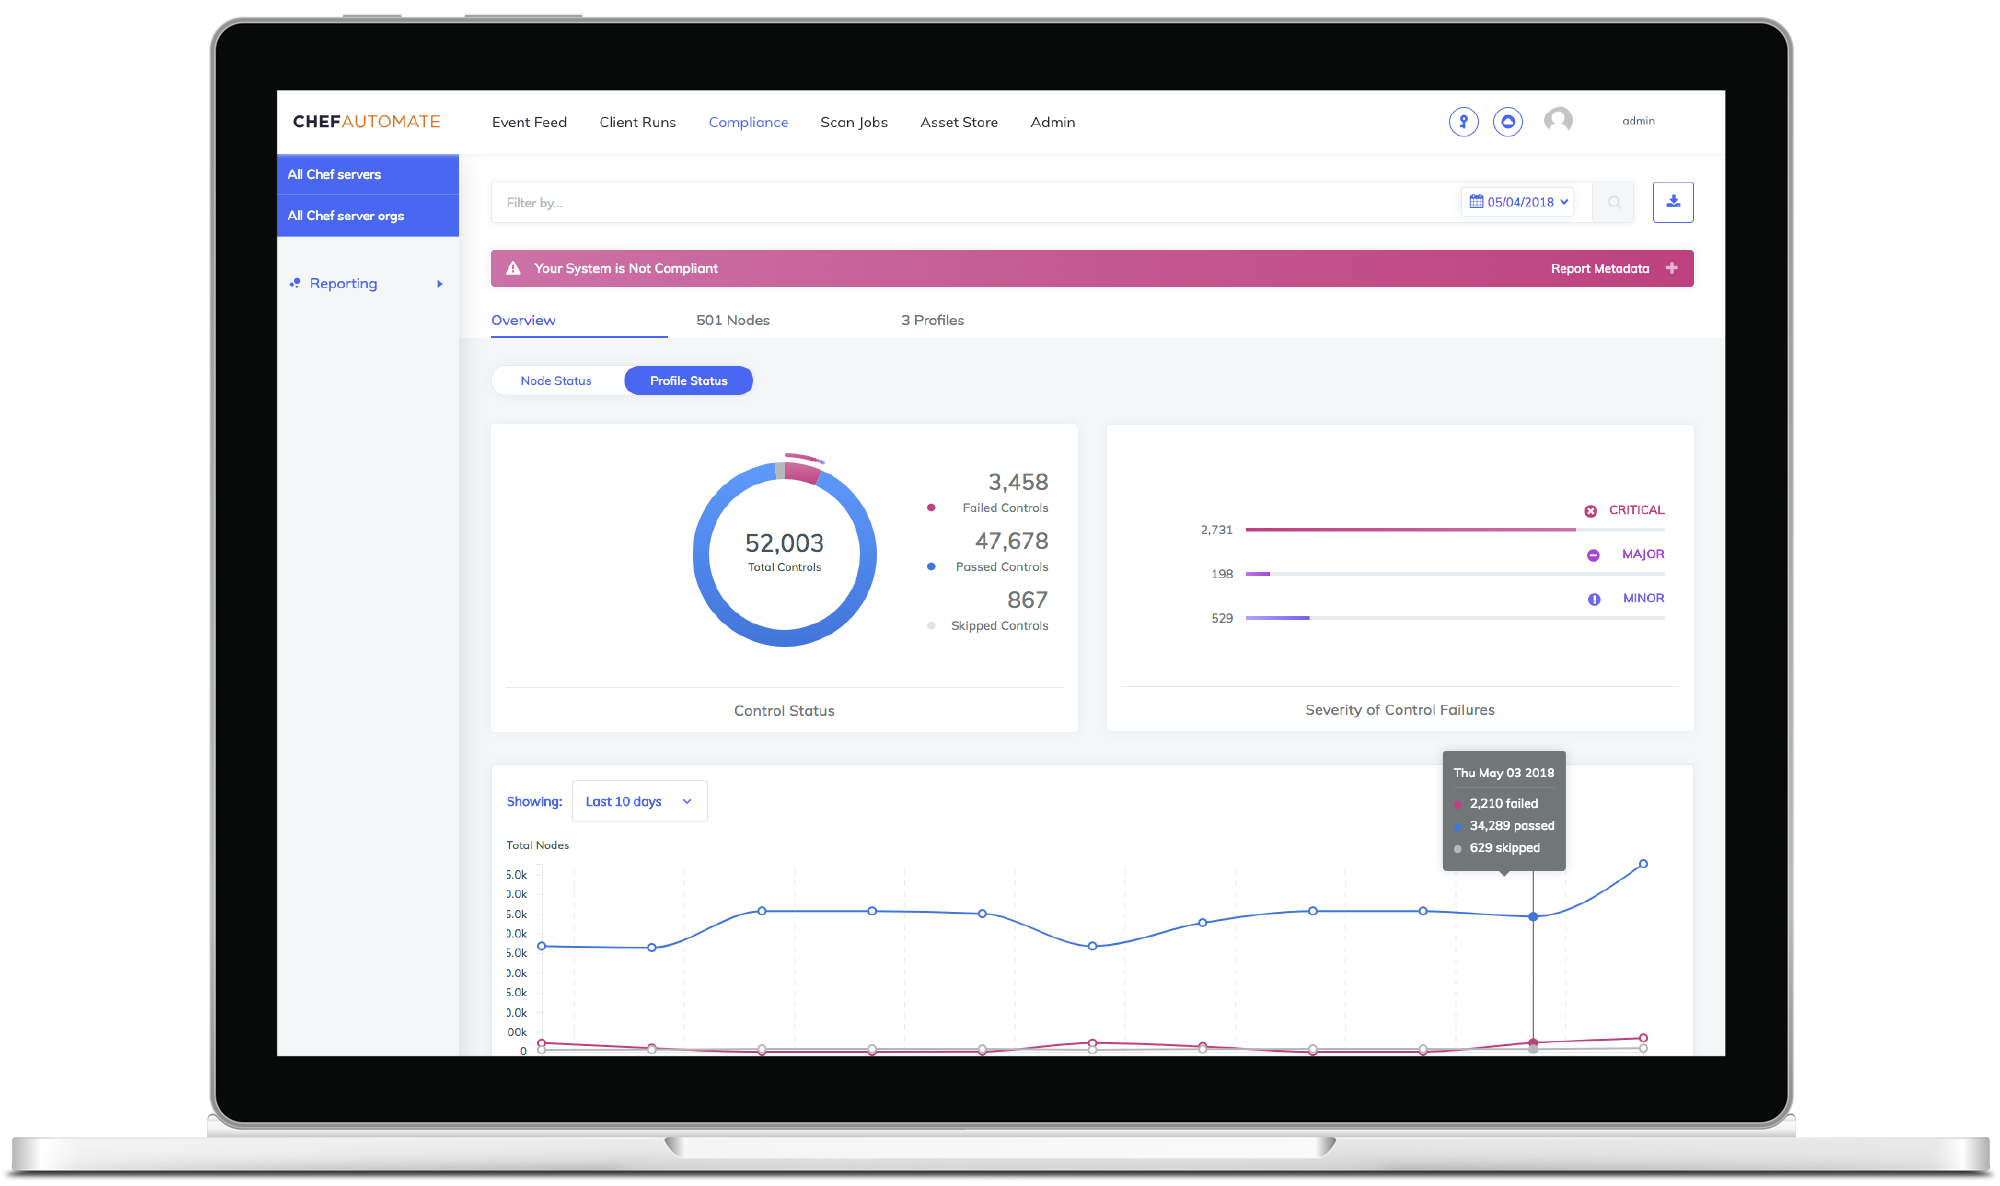 CHEFAUTOMATE Event Feed Client Runs Compliance Scan Jobs Asset Store Admin admin
All Chef servers
All Chef server orgs
Reporting
Filter by... 05/04/2018
Your System is Not Compliant Report Metadata
Overview 501 Nodes 3 Profiles
Node Status Profile Status
52,003
Total Controls
3,458
Failed Controls
47,678
Passed Controls
867
Skipped Controls
Control Status
CRITICAL
2,731
MAJOR
198
MINOR
529
Severity of Control Failures
Thu May 03 2018
2,210 failed
34,289 passed
629 skipped
Showing: Last 10 days
Total Nodes
5.0k
0.0k
5.0k
0.0k
5.0k
0.0k
5.0k
0.0k
00k
0